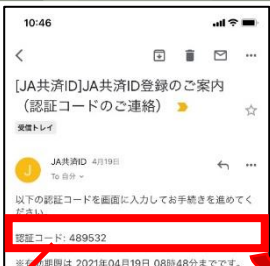 10:46
[JA共済ID]JA共済ID登録のご案内
（認証コードのご連絡）
受信トレイ
J
JA共済ID 4月19日
To 自分
以下の認証コードを画面に入力してお手続きを進めてく
ださい。
認証コード: 489532
※有効期限は 2021年04月19日 08時48分までです。